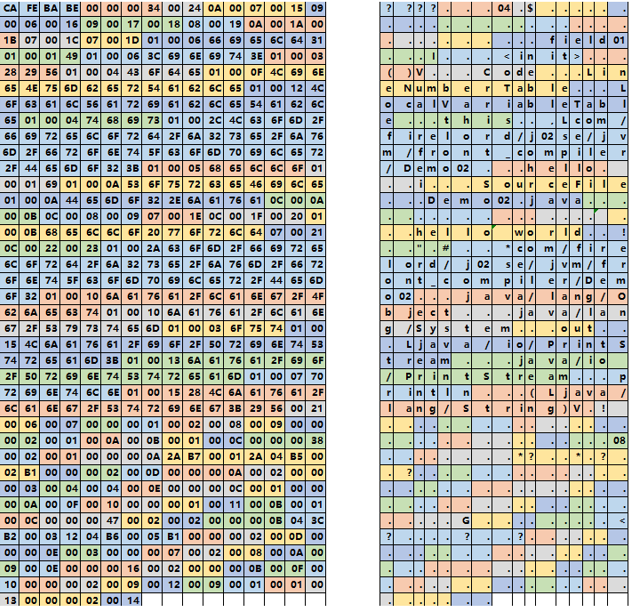 CA FE BA BE 00 00 00 34 00 24 0A 00 07 00 15 09 ? ? ? ? . . . 04 . $ . . . . . .
00 06 00 16 09 00 17 00 18 08 00 19 0A 00 1A 00 . . . . . . . . . . . . . . . .
1B 07 00 1C 07 00 1D 01 00 06 66 69 65 6C 64 31 . . . . . . . . . . f i e l d 01
01 00 01 49 01 00 06 3C 69 6E 69 74 3E 01 00 03 . . . I . . . < i n i t > . . .
28 29 56 01 00 04 43 6F 64 65 01 00 0F 4C 69 6E ( ) V . . . C o d e . . . L i n
65 4E 75 6D 62 65 72 54 61 62 6C 65 01 00 12 4C e N u m b e r T a b l e . . . L
6F 63 61 6C 56 61 72 69 61 62 6C 65 54 61 62 6C o c a l V a r i a b l e T a b l
65 01 00 04 74 68 69 73 01 00 2C 4C 63 6F 6D 2F e . . . t h i s . . . L c o m /
66 69 72 65 6C 6F 72 64 2F 6A 32 73 65 2F 6A 76 f i r e l o r d / j 02 s e / j v
6D 2F 66 72 6F 6E 74 5F 63 6F 6D 70 69 6C 65 72 m / f r o n t _ c o m p i l e r
2F 44 65 6D 6F 32 3B 01 00 05 68 65 6C 6C 6F 01 / D e m o 02 . . . . h e l l o .
00 01 69 01 00 0A 53 6F 75 72 63 65 46 69 6C 65 . . i . . . S o u r c e F i l e
01 00 0A 44 65 6D 6F 32 2E 6A 61 76 61 0C 00 0A . . . D e m o 02 . j a v a . . .
00 0B 0C 00 08 00 09 07 00 1E 0C 00 1F 00 20 01 . . . . . . . . . . . . . . . .
00 0B 68 65 6C 6C 6F 20 77 6F 72 6C 64 07 00 21 . . h e l l o w o r l d . . !
0C 00 22 00 23 01 00 2A 63 6F 6D 2F 66 69 72 65 . . " . # . . * c o m / f i r e
6C 6F 72 64 2F 6A 32 73 65 2F 6A 76 6D 2F 66 72 l o r d / j 02 s e / j v m / f r
6F 6E 74 5F 63 6F 6D 70 69 6C 65 72 2F 44 65 6D o n t _ c o m p i l e r / D e m
6F 32 01 00 10 6A 61 76 61 2F 6C 61 6E 67 2F 4F o 02 . . . j a v a / l a n g / O
62 6A 65 63 74 01 00 10 6A 61 76 61 2F 6C 61 6E b j e c t . . . j a v a / l a n
67 2F 53 79 73 74 65 6D 01 00 03 6F 75 74 01 00 g / S y s t e m . . . o u t . .
15 4C 6A 61 76 61 2F 69 6F 2F 50 72 69 6E 74 53 . L j a v a / i o / P r i n t S
74 72 65 61 6D 3B 01 00 13 6A 61 76 61 2F 69 6F t r e a m . . . . j a v a / i o
2F 50 72 69 6E 74 53 74 72 65 61 6D 01 00 07 70 / P r i n t S t r e a m . . . p
72 69 6E 74 6C 6E 01 00 15 28 4C 6A 61 76 61 2F r i n t l n . . . ( L j a v a /
6C 61 6E 67 2F 53 74 72 69 6E 67 3B 29 56 00 21 l a n g / S t r i n g . ) V . !
00 06 00 07 00 00 00 01 00 02 00 08 00 09 00 00 . . . . . . . . . . . . . . . .
00 02 00 01 00 0A 00 0B 00 01 00 0C 00 00 00 38 . . . . . . . . . . . . . . . 08
00 02 00 01 00 00 00 0A 2A B7 00 01 2A 04 B5 00 . . . . . . . . * ? . . * . ? .
02 B1 00 00 00 02 00 0D 00 00 00 0A 00 02 00 00 . ? . . . . . . . . . . . . . .
00 03 00 04 00 04 00 0E 00 00 00 0C 00 01 00 00 . . . . . . . . . . . . . . . .
00 0A 00 0F 00 10 00 00 00 01 00 11 00 0B 00 01 . . . . . . . . . . . . . . . .
00 0C 00 00 00 47 00 02 00 02 00 00 00 0B 04 3C . . . . . G . . . . . . . . . <
B2 00 03 12 04 B6 00 05 B1 00 00 00 02 00 0D 00 ? . . . . ? . . ? . . . . . . .
00 00 0E 00 03 00 00 00 07 00 02 00 08 00 0A 00 . . . . . . . . . . . . . . . .
09 00 0E 00 00 00 16 00 02 00 00 00 0B 00 0F 00 . . . . . . . . . . . . . . . .
10 00 00 00 02 00 09 00 12 00 09 00 01 00 01 00 . . . . . . . . . . . . . . . .
13 00 00 00 02 00 14 . . . . . . .